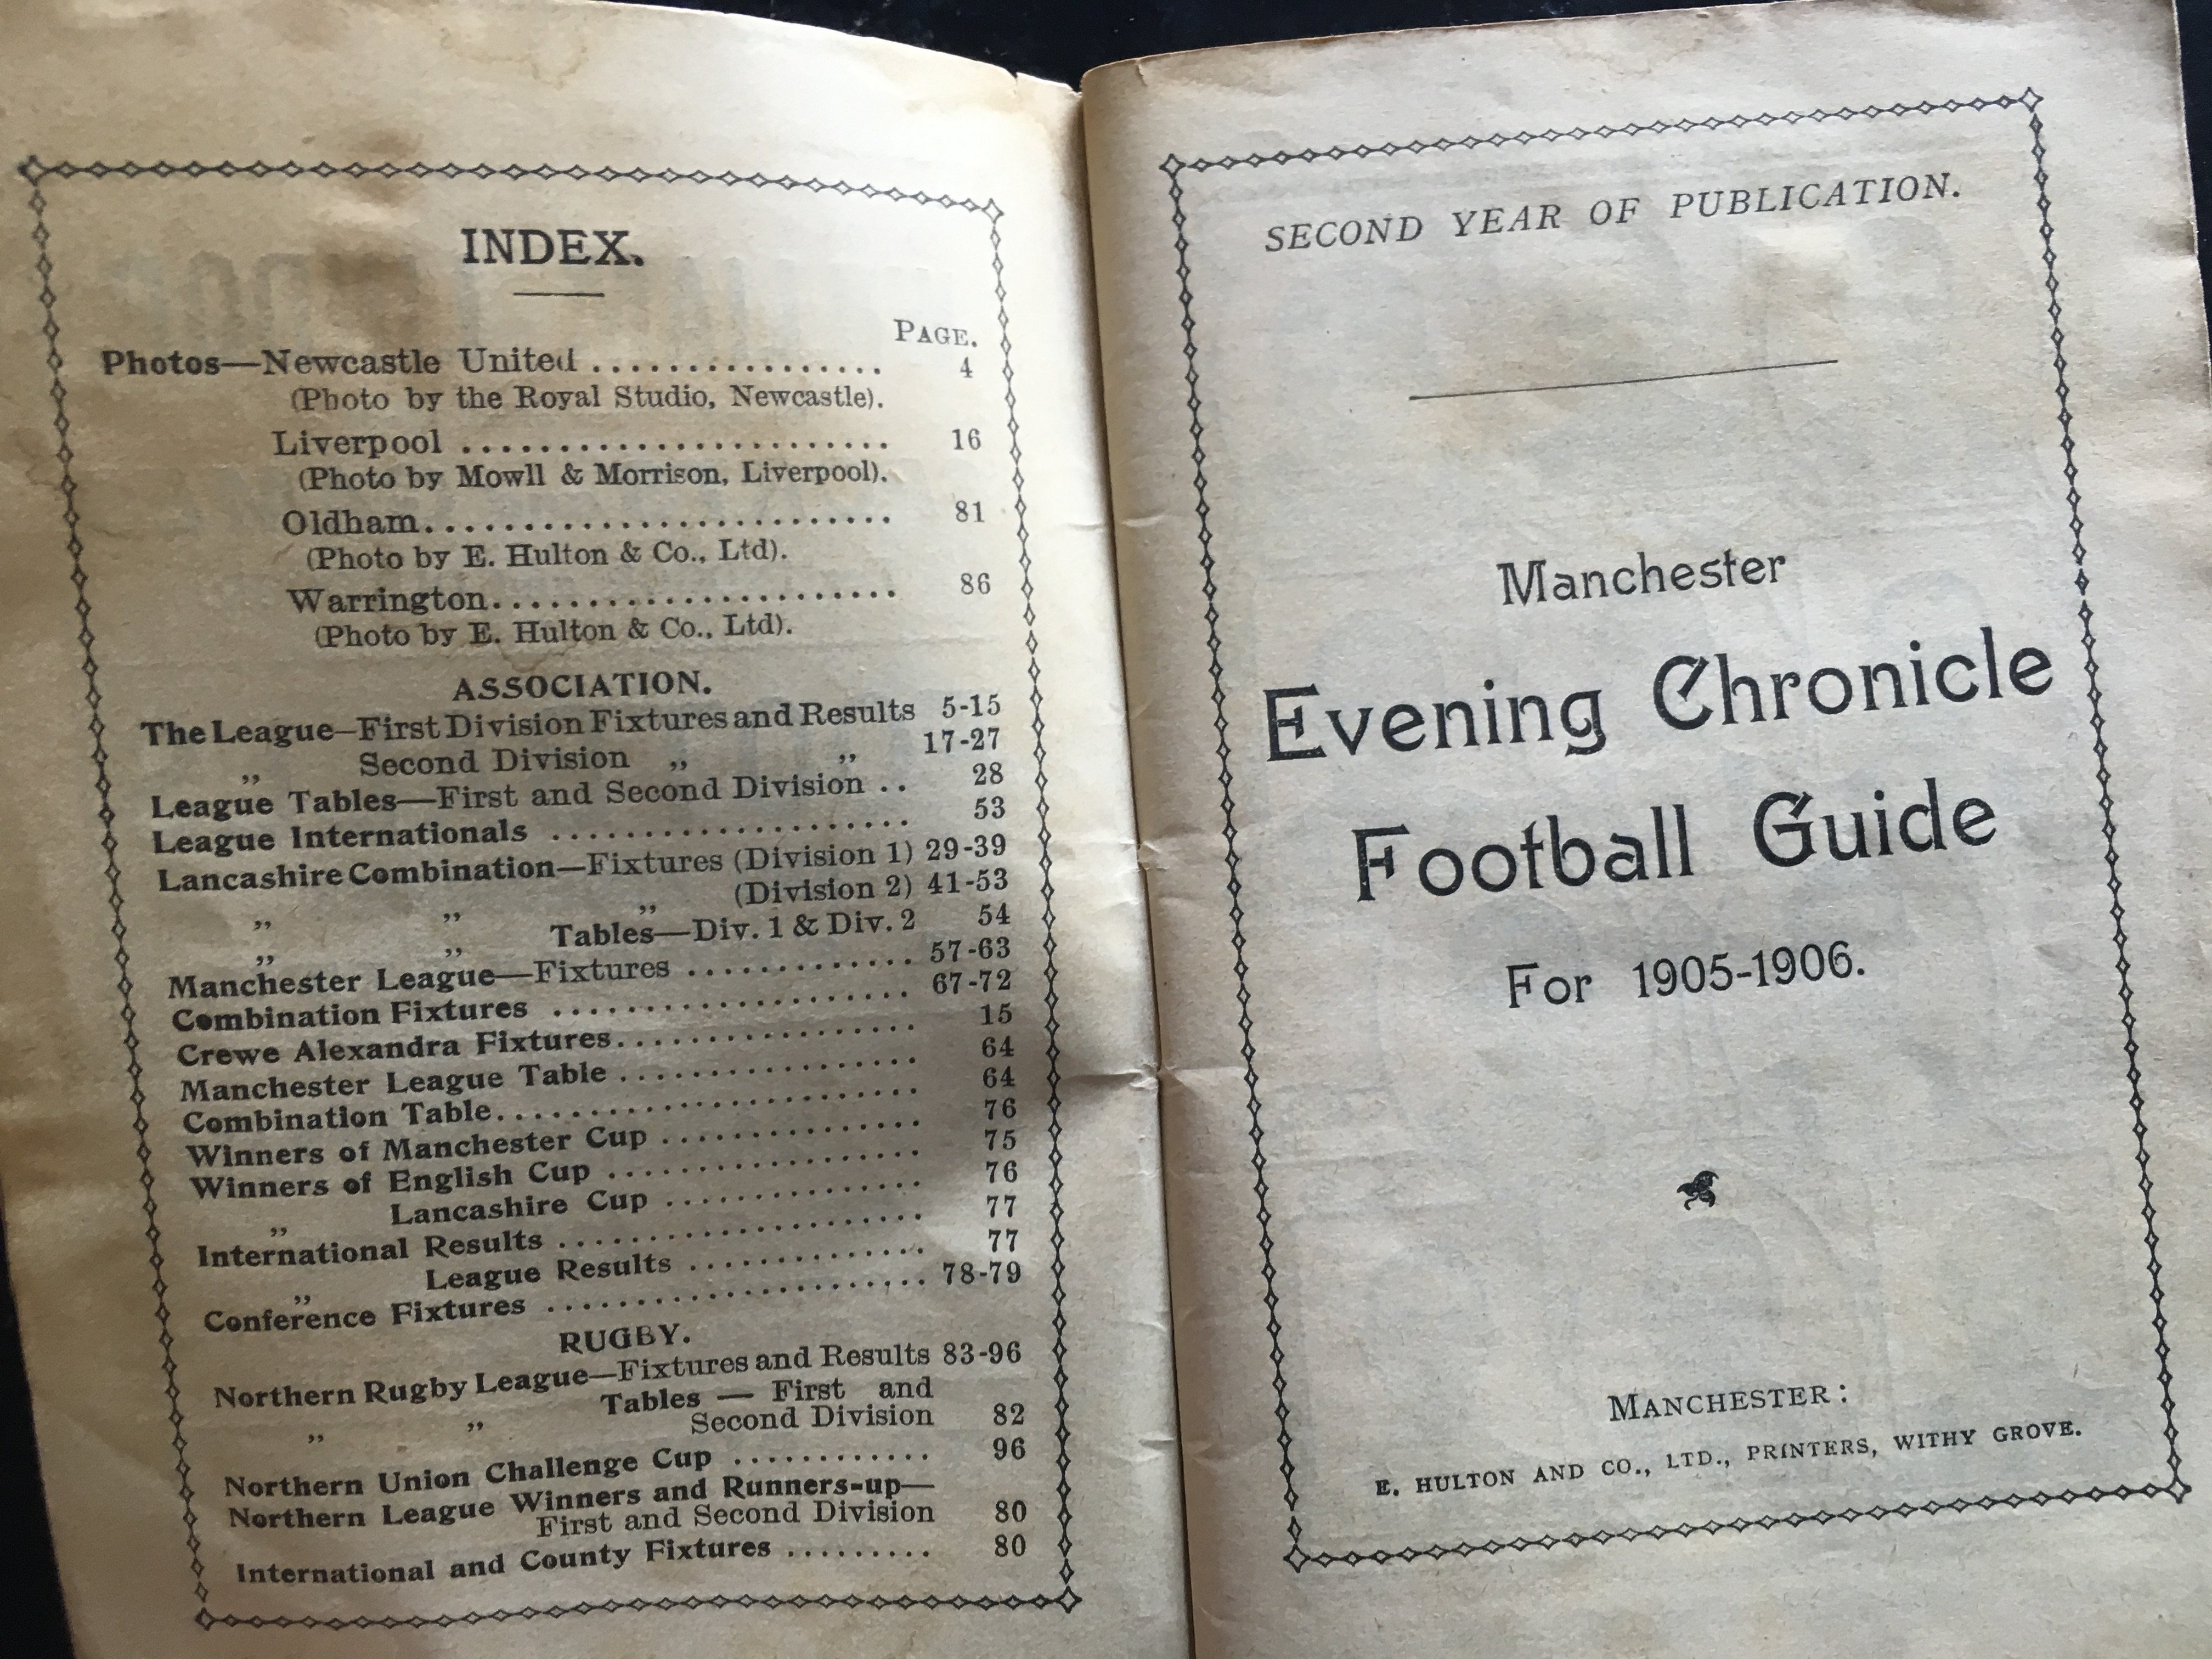 INDEX.
PAGE.
Photos—Newcastle United ................. 4
(Photo by the Royal Studio, Newcastle).
Liverpool ........................ 16
(Photo by Mowll & Morrison, Liverpool).
Oldham.......................... 81
(Photo by E. Hulton & Co., Ltd).
Warrington....................... 86
(Photo by E. Hulton & Co., Ltd).
ASSOCIATION.
The League—First Division Fixtures and Results 5-15
„ Second Division „ „ 17-27
League Tables—First and Second Division .. 28
League Internationals .................... 53
Lancashire Combination—Fixtures (Division 1) 29-39
„ „ „ (Division 2) 41-53
„ „ Tables—Div. 1 & Div. 2 54
Manchester League—Fixtures .............. 57-63
Combination Fixtures ...................... 67-72
Crewe Alexandra Fixtures.................. 15
Manchester League Table .................. 64
Combination Table......................... 64
Winners of Manchester Cup ................ 76
Winners of English Cup ................... 75
„ Lancashire Cup ................ 76
International Results ...................... 77
„ League Results .............. 77
Conference Fixtures ....................... 78-79
RUGBY.
Northern Rugby League—Fixtures and Results 83-96
„ „ Tables — First and
Second Division 82
Northern Union Challenge Cup ............ 96
Northern League Winners and Runners-up—
First and Second Division 80
International and County Fixtures ......... 80
SECOND YEAR OF PUBLICATION.
Manchester
Evening Chronicle
Football Guide
For 1905-1906.
MANCHESTER:
E. HULTON AND CO., LTD., PRINTERS, WITHY GROVE.